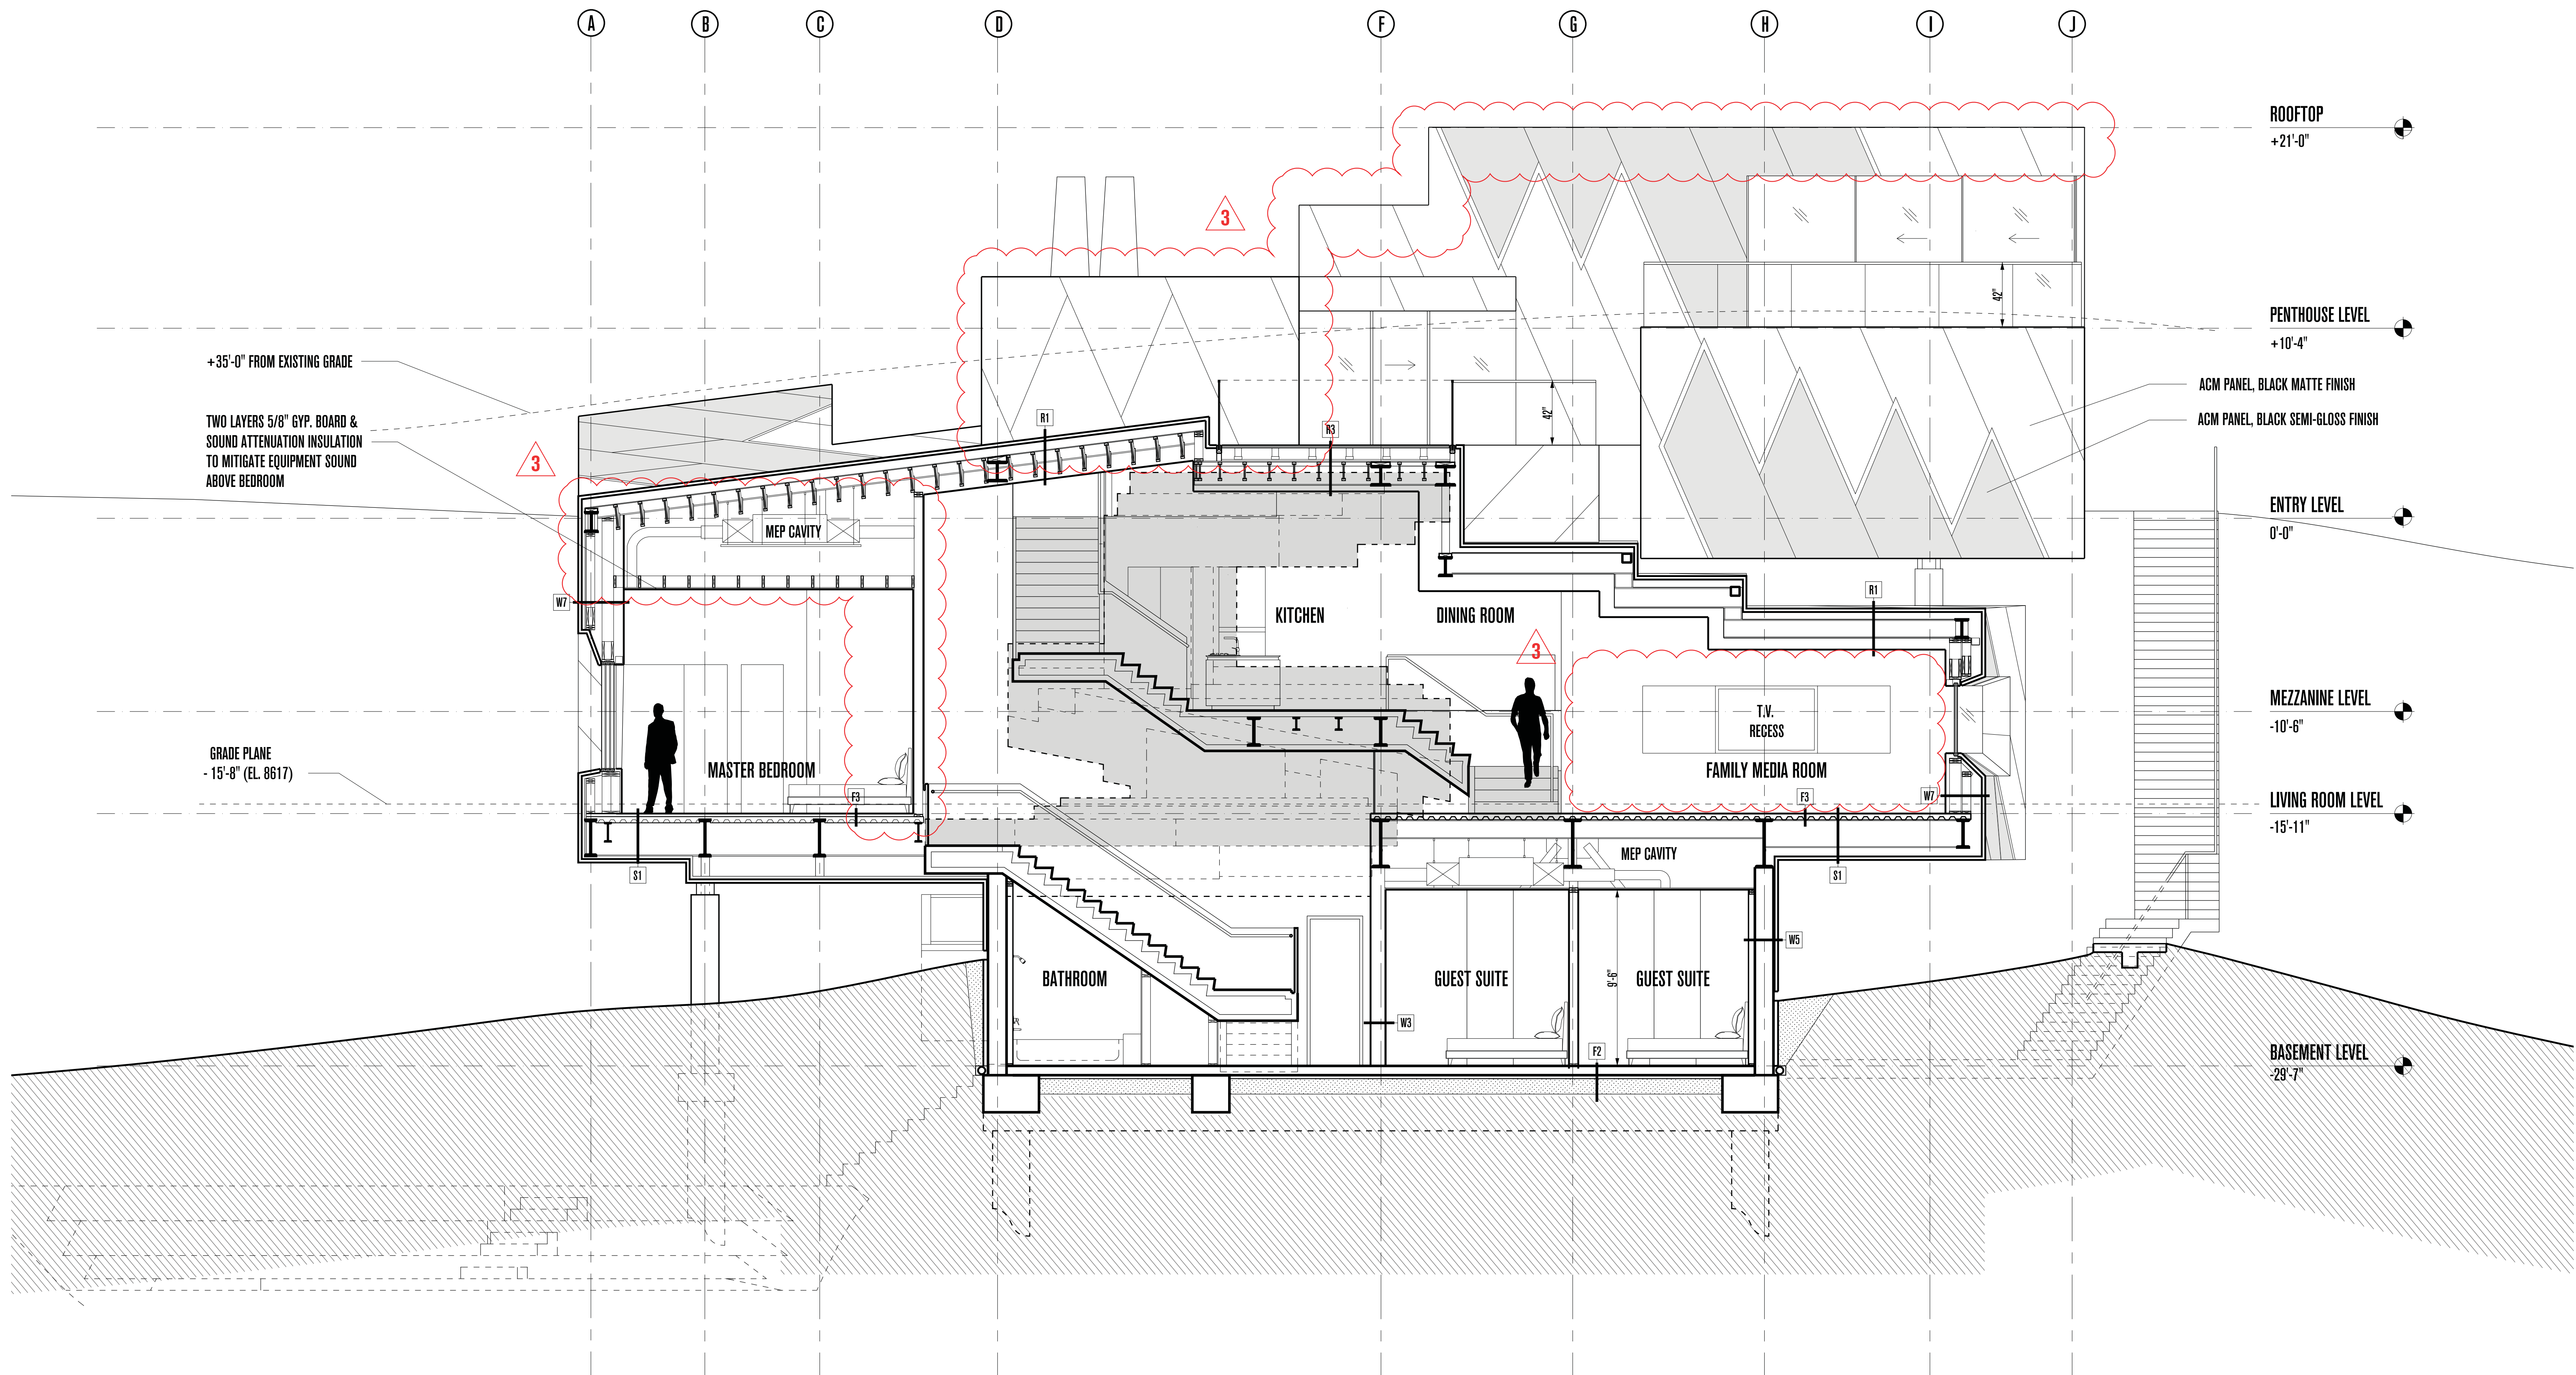 A B C D F G H I J
ROOFTOP
+21'-0"
3
42"
PENTHOUSE LEVEL
+10'-4"
+35'-0" FROM EXISTING GRADE
ACM PANEL, BLACK MATTE FINISH
42"
R1
R3
ACM PANEL, BLACK SEMI-GLOSS FINISH
TWO LAYERS 5/8" GYP. BOARD &
SOUND ATTENUATION INSULATION
TO MITIGATE EQUIPMENT SOUND
ABOVE BEDROOM
3
ENTRY LEVEL
0'-0"
MEP CAVITY
W7
R1
KITCHEN
DINING ROOM
3
MEZZANINE LEVEL
-10'-6"
T.V.
RECESS
GRADE PLANE
- 15'-8" (EL. 8617)
MASTER BEDROOM
FAMILY MEDIA ROOM
F3
F3
W7
LIVING ROOM LEVEL
-15'-11"
MEP CAVITY
S1
S1
W5
BATHROOM
GUEST SUITE
9'-6"
GUEST SUITE
W3
F2
BASEMENT LEVEL
-29'-7"